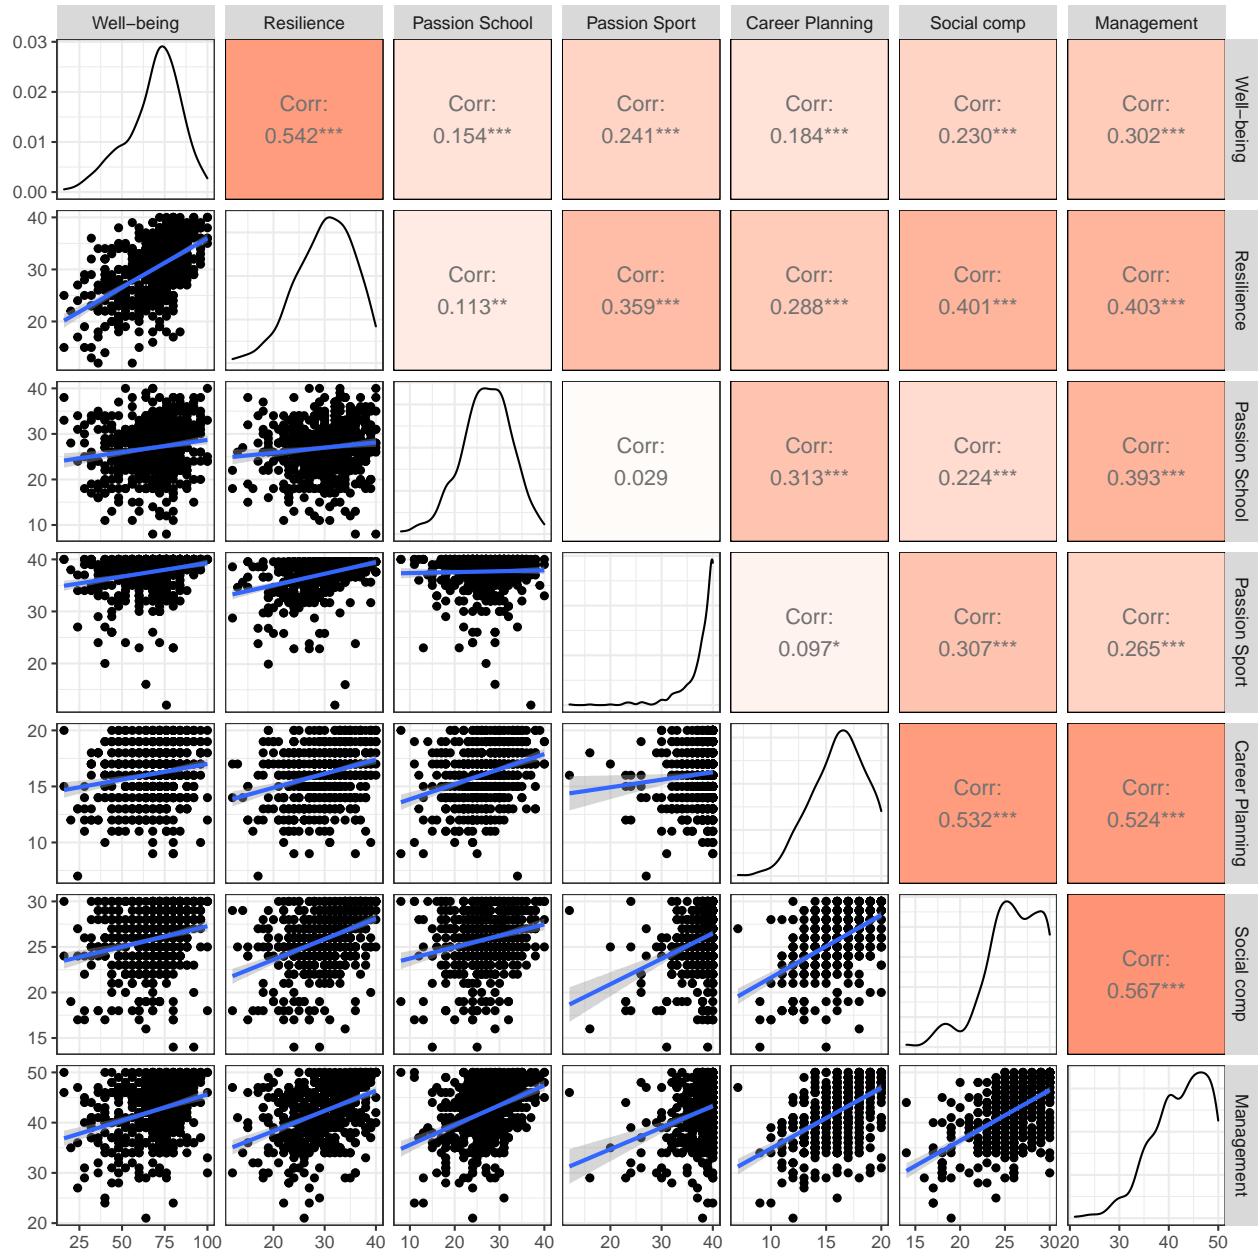 Well−being Resilience Passion School Passion Sport Career Planning Social comp Management
0.03
0.02
0.01
0.00
Corr:
0.542***
Corr:
0.154***
Corr:
0.241***
Corr:
0.184***
Corr:
0.230***
Corr:
0.302***
Well−being
40
30
20
Corr:
0.113**
Corr:
0.359***
Corr:
0.288***
Corr:
0.401***
Corr:
0.403***
Resilience
40
30
20
10
Corr:
0.029
Corr:
0.313***
Corr:
0.224***
Corr:
0.393***
Passion School
40
30
20
Corr:
0.097*
Corr:
0.307***
Corr:
0.265***
Passion Sport
20
15
10
Corr:
0.532***
Corr:
0.524***
Career Planning
30
25
20
15
Corr:
0.567***
Social comp
50
40
30
20
Management
25 50 75 100 20 30 40 10 20 30 40 20 30 40 10 15 20 15 20 25 30 20 30 40 50